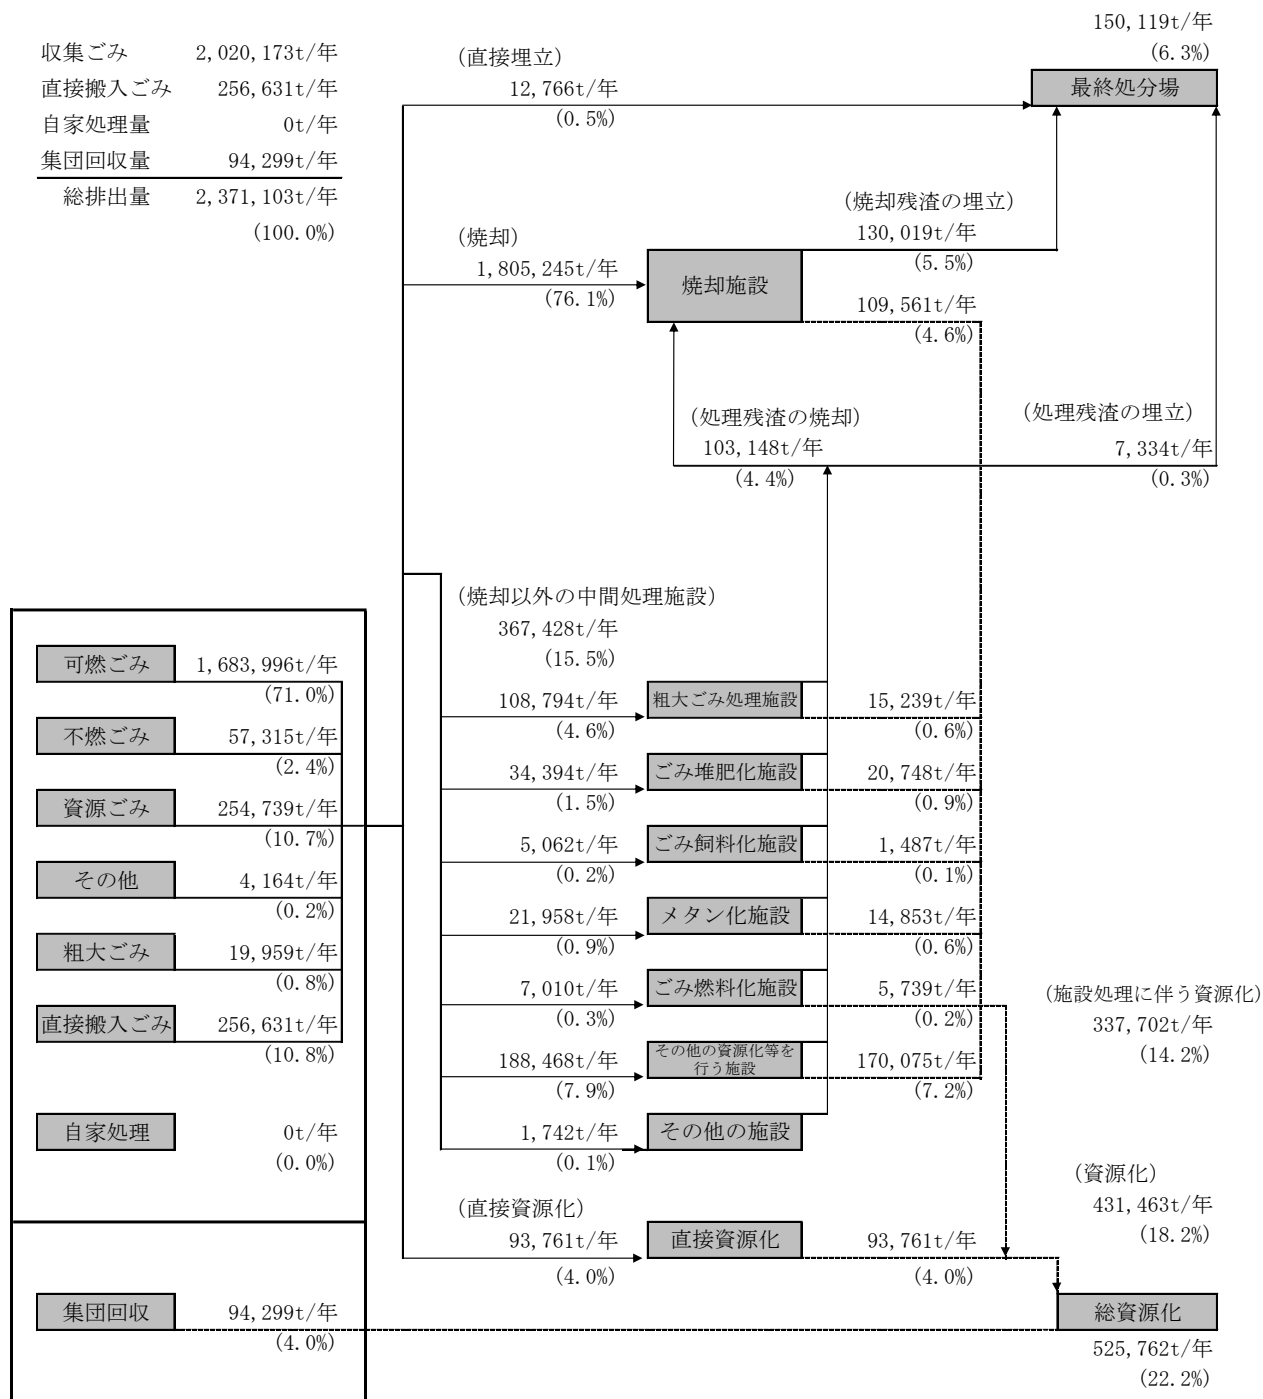 収集ごみ 2,020,173t/年
直接搬入ごみ 256,631t/年
自家処理量 0t/年
集団回収量 94,299t/年
総排出量 2,371,103t/年
(100.0%)
(直接埋立)
12,766t/年
(0.5%)
150,119t/年
(6.3%)
最終処分場
(焼却)
1,805,245t/年
(76.1%)
焼却施設
(焼却残渣の埋立)
130,019t/年
(5.5%)
109,561t/年
(4.6%)
(処理残渣の焼却)
103,148t/年
(4.4%)
(処理残渣の埋立)
7,334t/年
(0.3%)
(焼却以外の中間処理施設)
367,428t/年
(15.5%)
可燃ごみ 1,683,996t/年
(71.0%)
不燃ごみ 57,315t/年
(2.4%)
資源ごみ 254,739t/年
(10.7%)
その他 4,164t/年
(0.2%)
粗大ごみ 19,959t/年
(0.8%)
直接搬入ごみ 256,631t/年
(10.8%)
自家処理 0t/年
(0.0%)
集団回収 94,299t/年
(4.0%)
108,794t/年 粗大ごみ処理施設 15,239t/年
(4.6%) (0.6%)
34,394t/年 ごみ堆肥化施設 20,748t/年
(1.5%) (0.9%)
5,062t/年 ごみ飼料化施設 1,487t/年
(0.2%) (0.1%)
21,958t/年 メタン化施設 14,853t/年
(0.9%) (0.6%)
7,010t/年 ごみ燃料化施設 5,739t/年
(0.3%) (0.2%)
188,468t/年 その他の資源化等を
行う施設 170,075t/年
(7.9%) (7.2%)
1,742t/年 その他の施設
(0.1%)
(直接資源化)
93,761t/年 直接資源化 93,761t/年
(4.0%) (4.0%)
(施設処理に伴う資源化)
337,702t/年
(14.2%)
(資源化)
431,463t/年
(18.2%)
総資源化
525,762t/年
(22.2%)